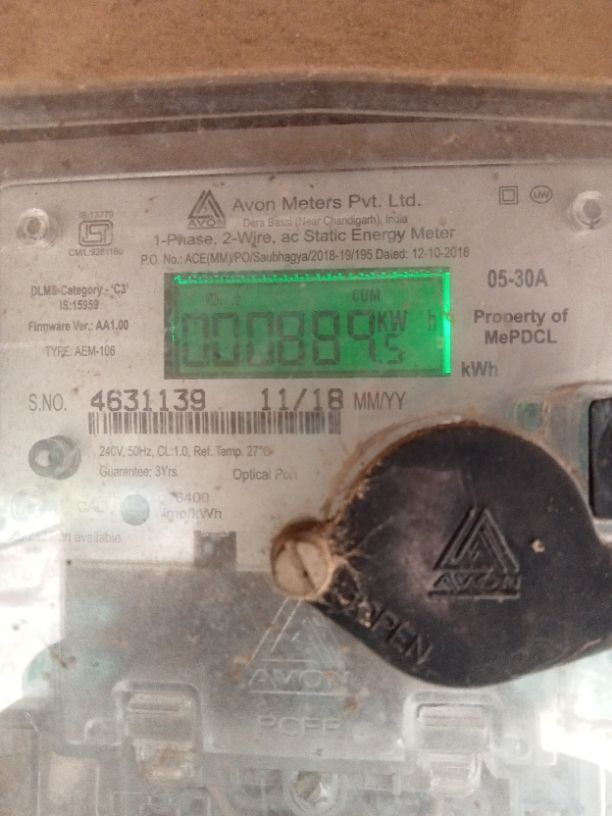 IS:13779
ISI
AVON
Avon Meters Pvt. Ltd.
Dera Bassi (Near Chandigarh), India
1-Phase, 2-Wire, ac Static Energy Meter
P.O. No.: ACE(MM)/PO/Saubhagya/2018-19/195 Dated: 12-10-2018
UW
DLMS-Category - 'C3'
IS:15959
Firmware Ver.: AA1.00
TYPE: AEM-106
CUM
000889.5 KW h
05-30A
Property of
MePDCL
kWh
S.NO. 4631139 11/18 MM/YY
240V, 50Hz, CL:1.0, Ref. Temp. 27°C
Guarantee: 3Yrs. Optical Port
6400
imp/kWh
available
AVON
OPEN
AVON